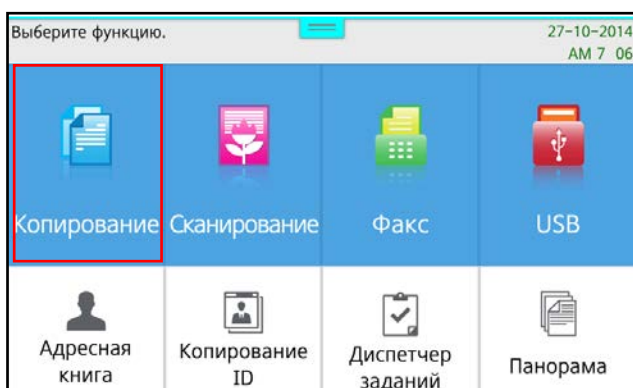 Выберите функцию.
27-10-2014
AM 7 06
Копирование
Сканирование
Факс
USB
Адресная
книга
Копирование
ID
Диспетчер
заданий
Панорама